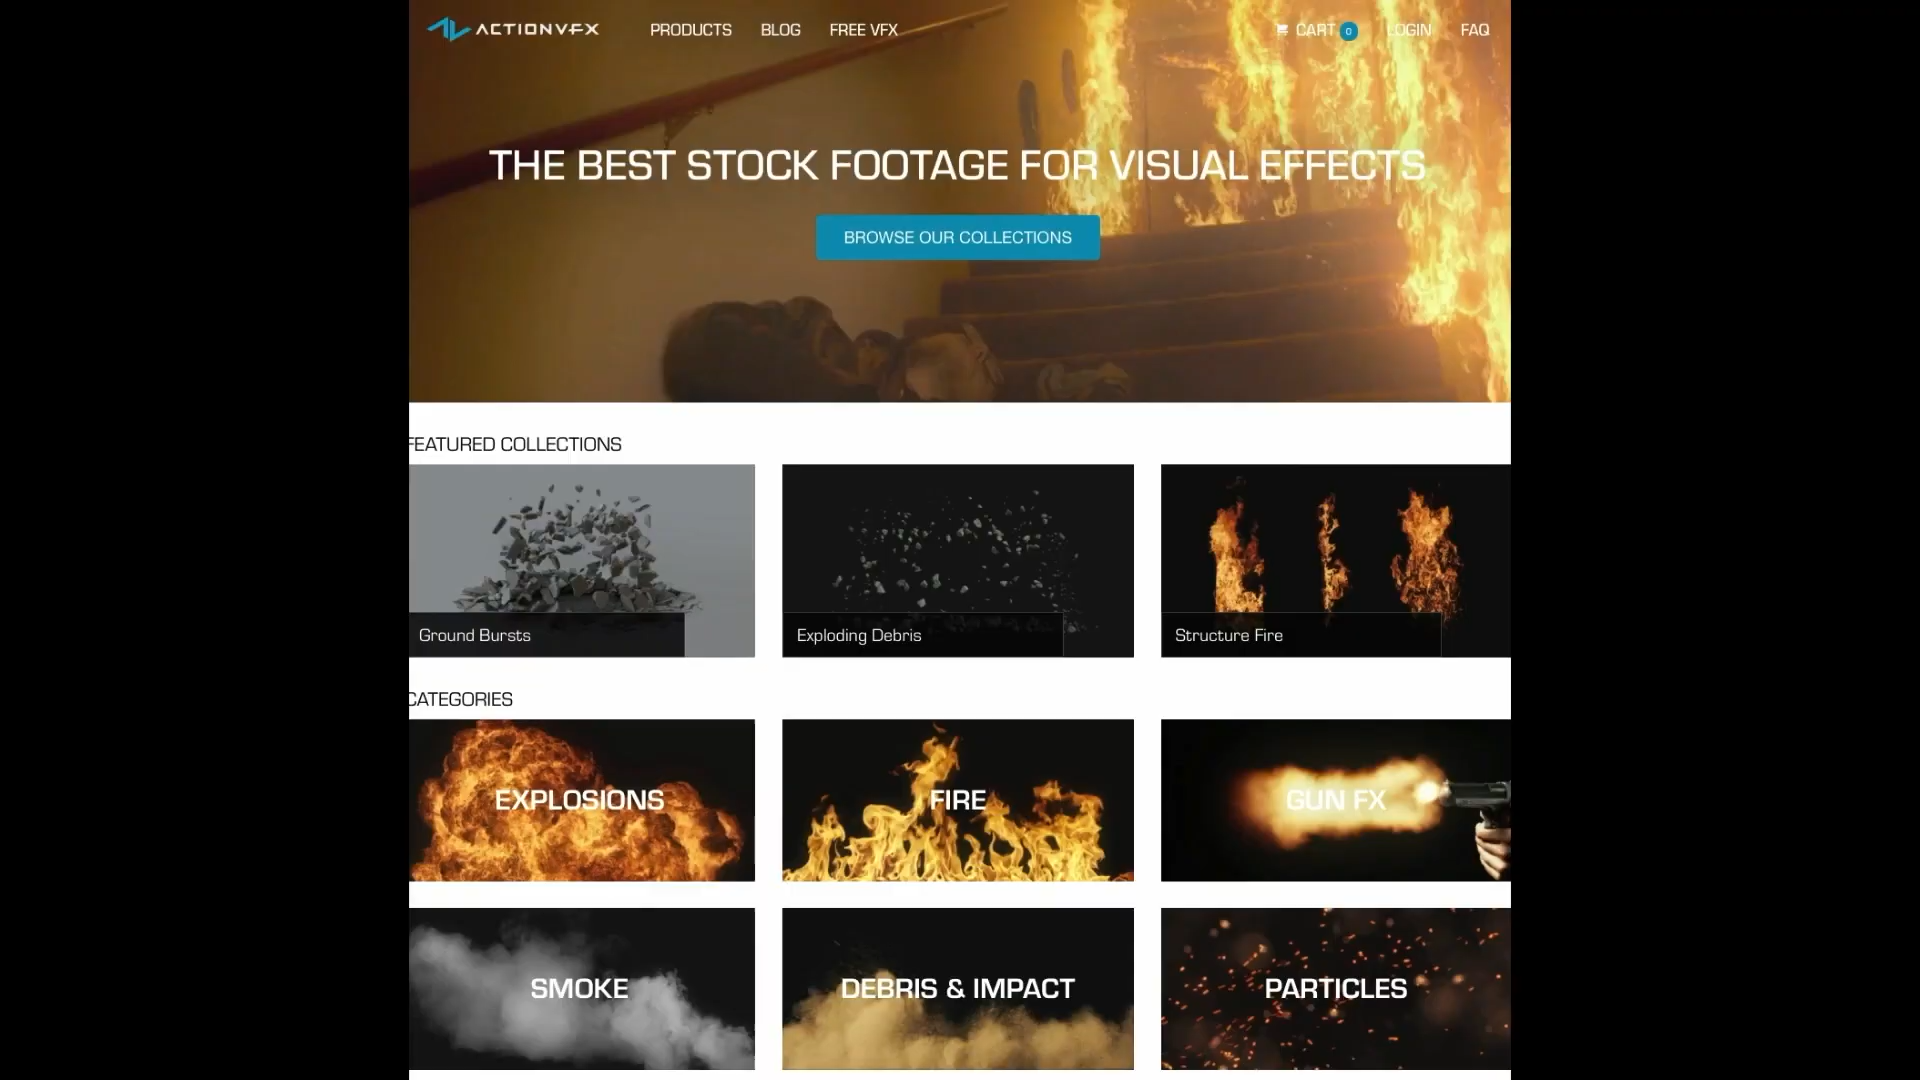 ACTIONVFX PRODUCTS BLOG FREE VFX CART 0 LOGIN FAQ
THE BEST STOCK FOOTAGE FOR VISUAL EFFECTS
BROWSE OUR COLLECTIONS
FEATURED COLLECTIONS
Ground Bursts Exploding Debris Structure Fire
CATEGORIES
EXPLOSIONS FIRE GUN FX
SMOKE DEBRIS & IMPACT PARTICLES